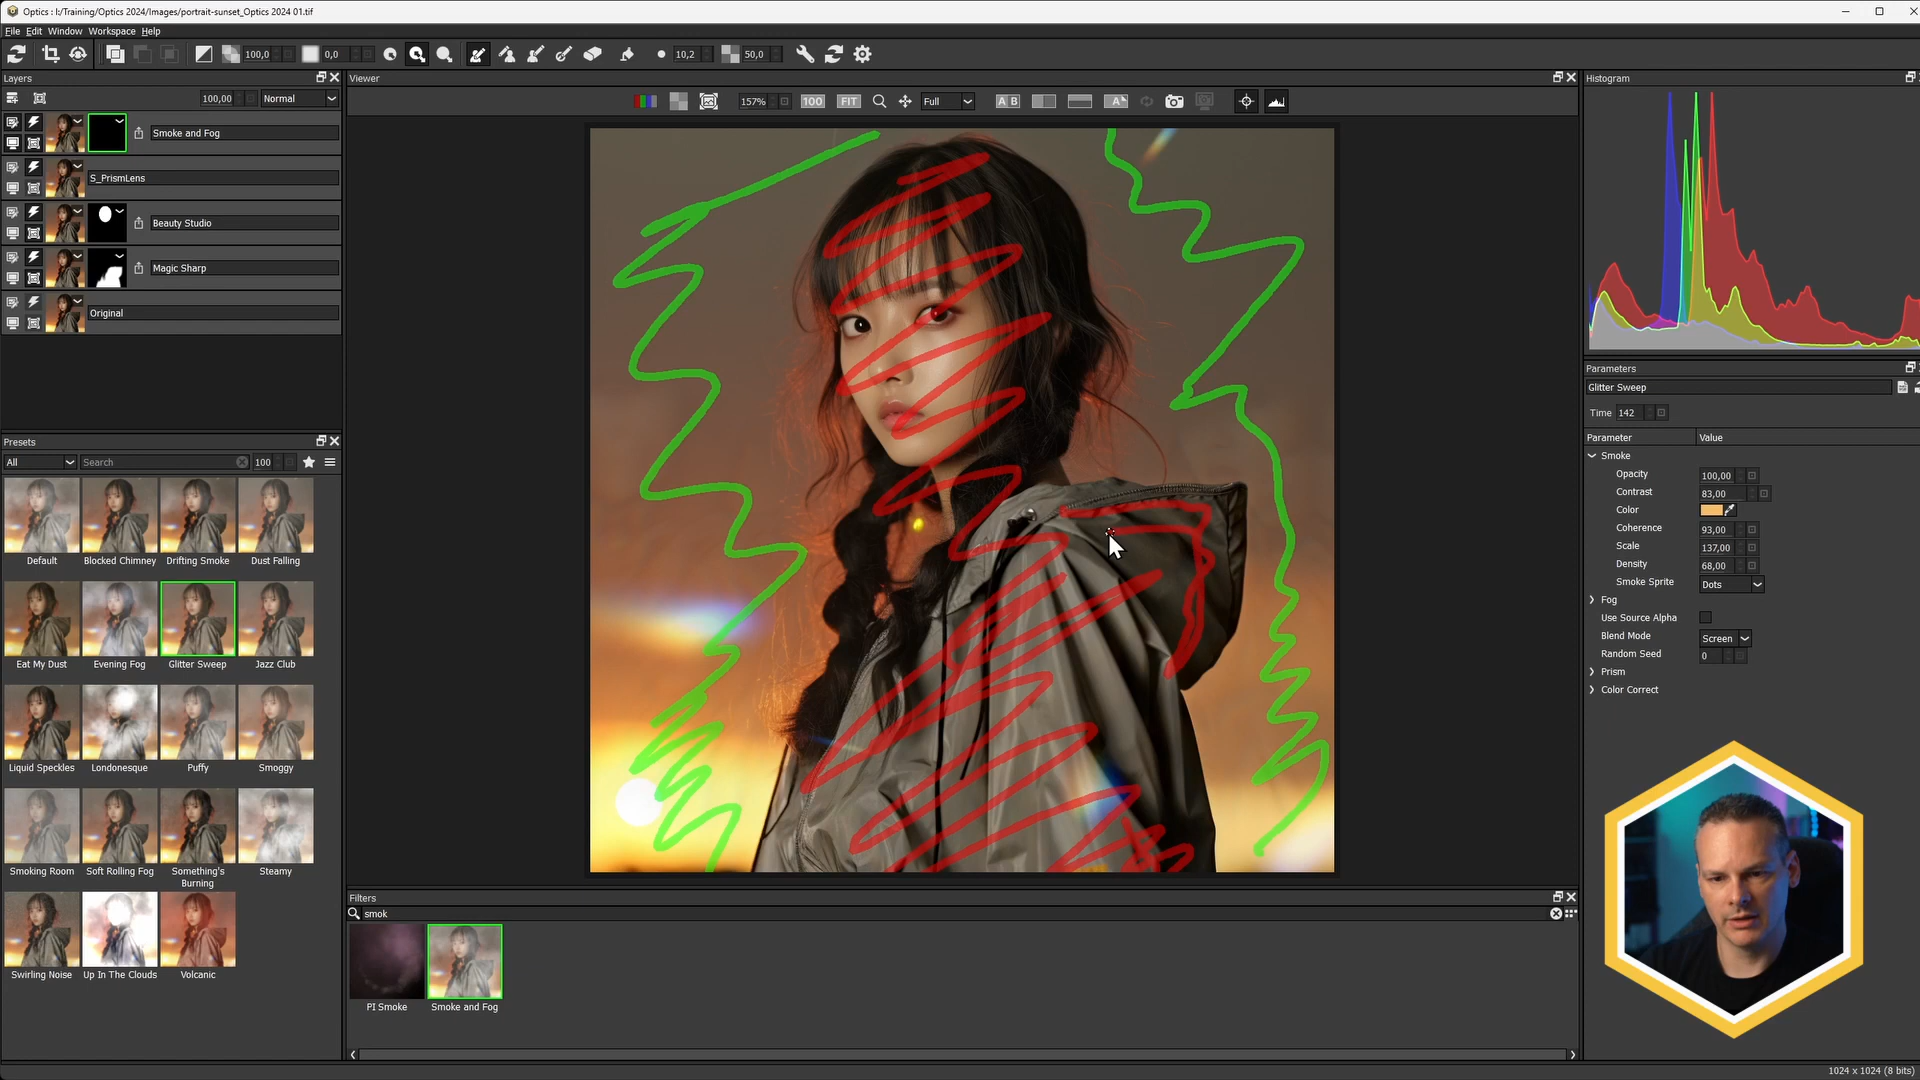 Optics : I:/Training/Optics 2024/Images/portrait-sunset_Optics 2024 01.tif
File Edit Window Workspace Help
100,0 0,0 10,2 50,0
Layers
100,00 Normal
Smoke and Fog
S_PrismLens
Beauty Studio
Magic Sharp
Original
Presets
All Search 100
Default Blocked Chimney Drifting Smoke Dust Falling
Eat My Dust Evening Fog Glitter Sweep Jazz Club
Liquid Speckles Londonesque Puffy Smoggy
Smoking Room Soft Rolling Fog Something's Burning Steamy
Swirling Noise Up In The Clouds Volcanic
Viewer
157% 100 FIT Full A B A
Filters
smok
PI Smoke Smoke and Fog
Histogram
Parameters
Glitter Sweep
Time 142
Parameter Value
Smoke
Opacity 100,00
Contrast 83,00
Color
Coherence 93,00
Scale 137,00
Density 68,00
Smoke Sprite Dots
Fog
Use Source Alpha
Blend Mode Screen
Random Seed 0
Prism
Color Correct
1024 x 1024 (8 bits)